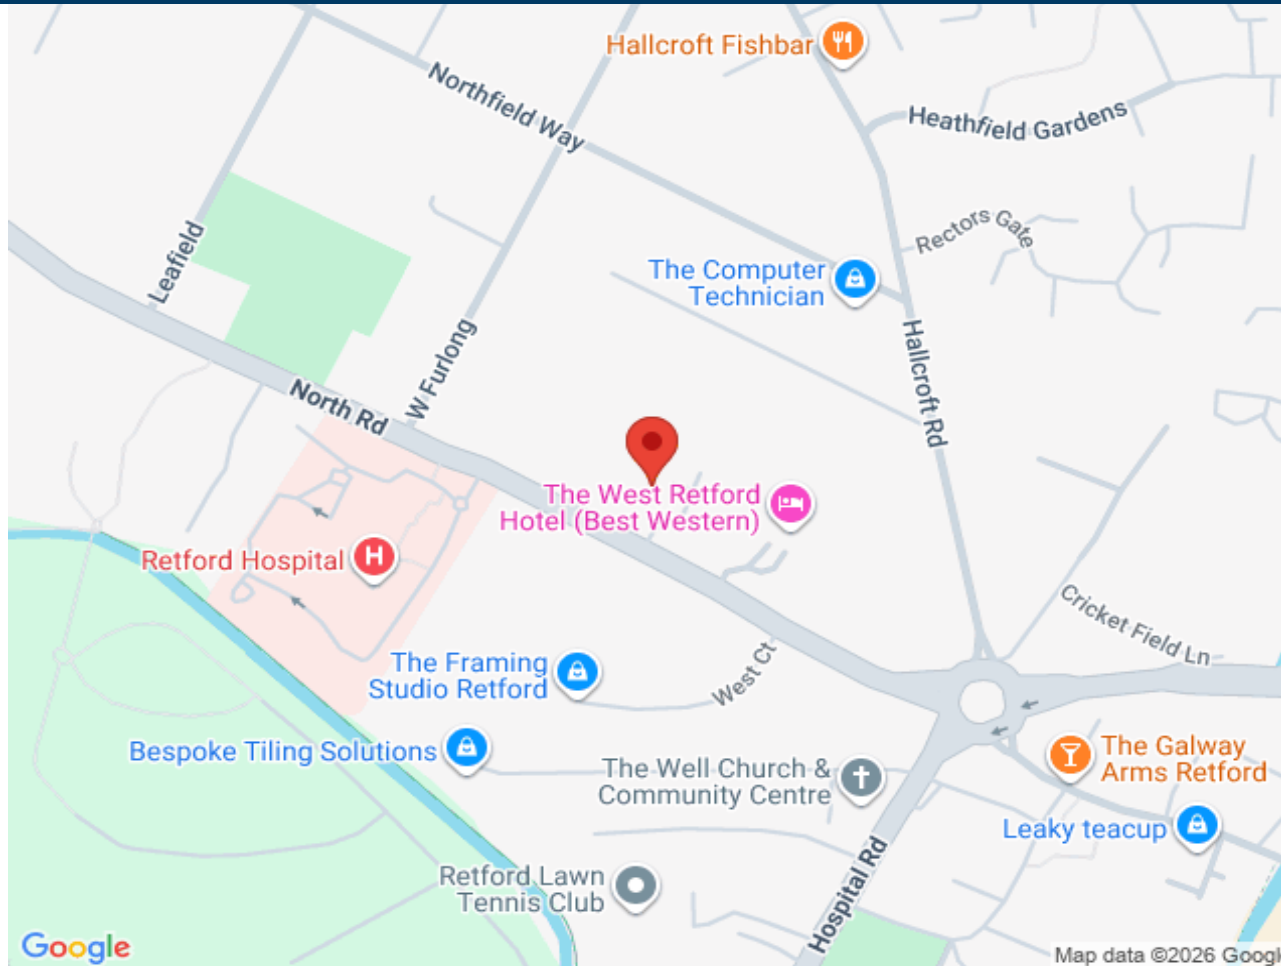 Hallcroft Fishbar
Northfield Way
Heathfield Gardens
Rectors Gate
Leafield
The Computer
Technician
W Furlong
Hallcroft Rd
North Rd
The West Retford
Hotel (Best Western)
Retford Hospital
H
Cricket Field Ln
The Framing
Studio Retford
West Ct
Bespoke Tiling Solutions
The Well Church &
Community Centre
The Galway
Arms Retford
Leaky teacup
Retford Lawn
Tennis Club
Hospital Rd
Google
Map data ©2026 Googl